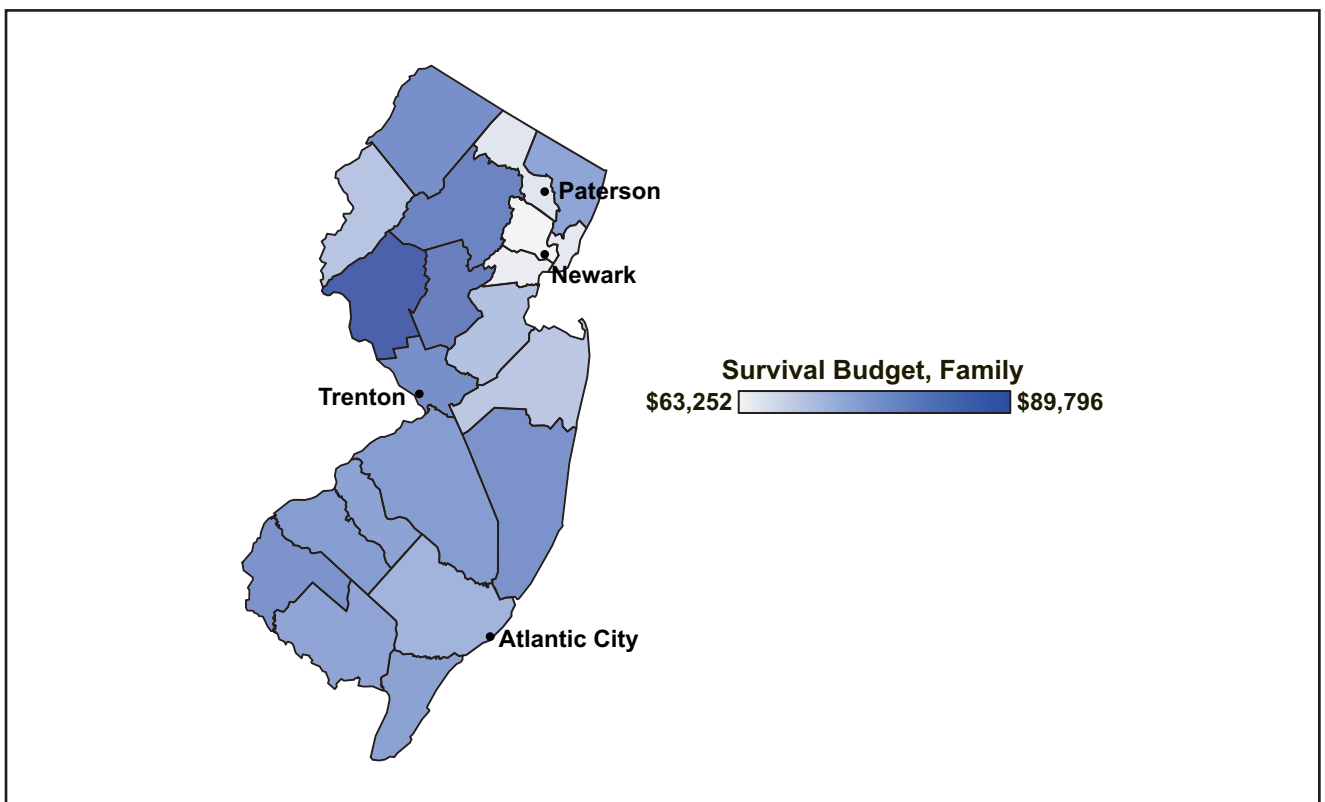 Paterson
Newark
Survival Budget, Family
$63,252 $89,796
Trenton
Atlantic City